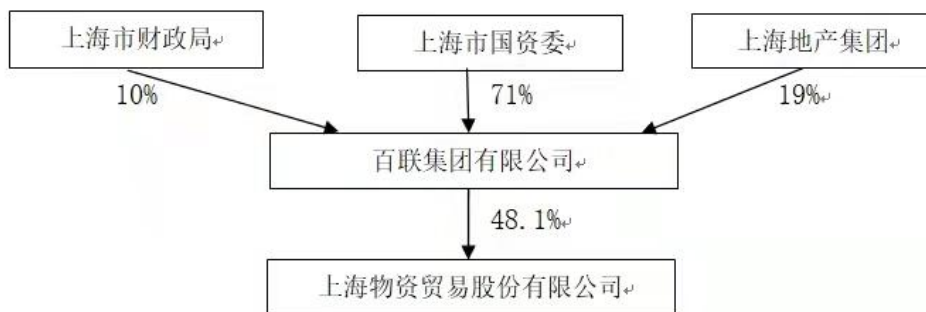 上海市财政局
上海市国资委
上海地产集团
10%
71%
19%
百联集团有限公司
48.1%
上海物资贸易股份有限公司